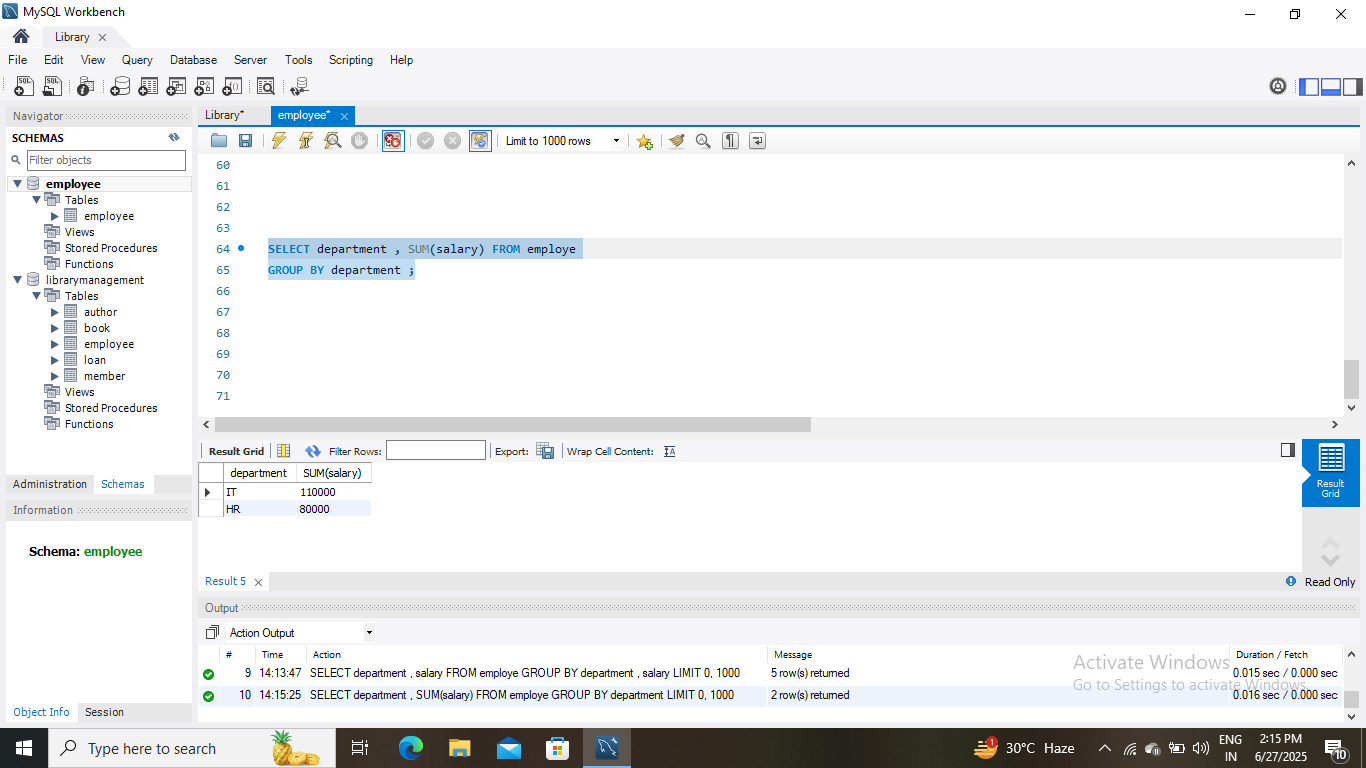 MySQL Workbench
Library
File Edit View Query Database Server Tools Scripting Help
Navigator
SCHEMAS
Filter objects
employee
Tables
employee
Views
Stored Procedures
Functions
librarymanagement
Tables
author
book
employee
loan
member
Views
Stored Procedures
Functions
Administration Schemas
Information
Schema: employee
Object Info Session
Library* employee*
Limit to 1000 rows
60
61
62
63
64 SELECT department , SUM(salary) FROM employe
65 GROUP BY department ;
66
67
68
69
70
71
Result Grid Filter Rows: Export: Wrap Cell Content:
department SUM(salary)
IT 110000
HR 80000
Result Grid
Result 5
Read Only
Output
Action Output
# Time Action Message Duration / Fetch
9 14:13:47 SELECT department , salary FROM employe GROUP BY department , salary LIMIT 0, 1000 5 row(s) returned 0.015 sec / 0.000 sec
10 14:15:25 SELECT department , SUM(salary) FROM employe GROUP BY department LIMIT 0, 1000 2 row(s) returned 0.016 sec / 0.000 sec
Activate Windows
Go to Settings to activate Windows.
Type here to search
1
30°C Haze
ENG
IN
2:15 PM
6/27/2025
10